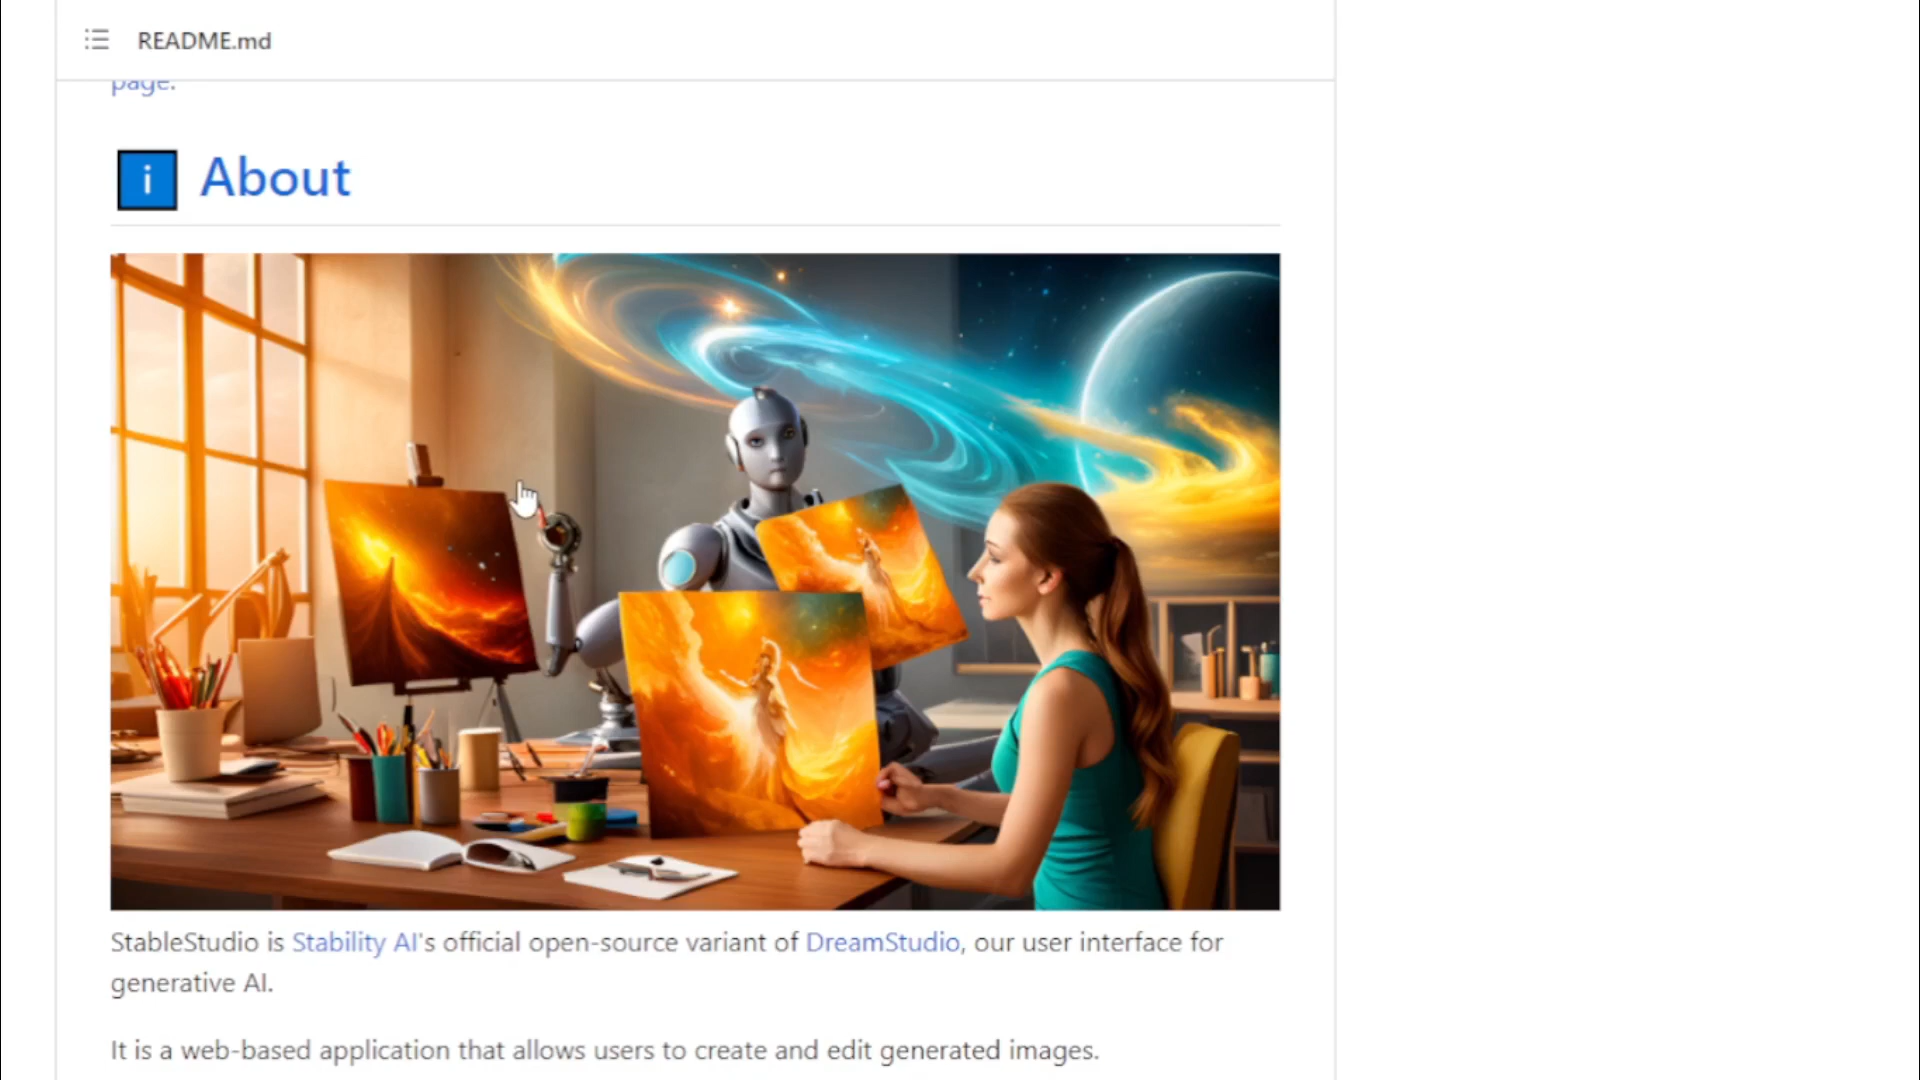 README.md
page.
i About
StableStudio is Stability AI's official open-source variant of DreamStudio, our user interface for
generative AI.
It is a web-based application that allows users to create and edit generated images.